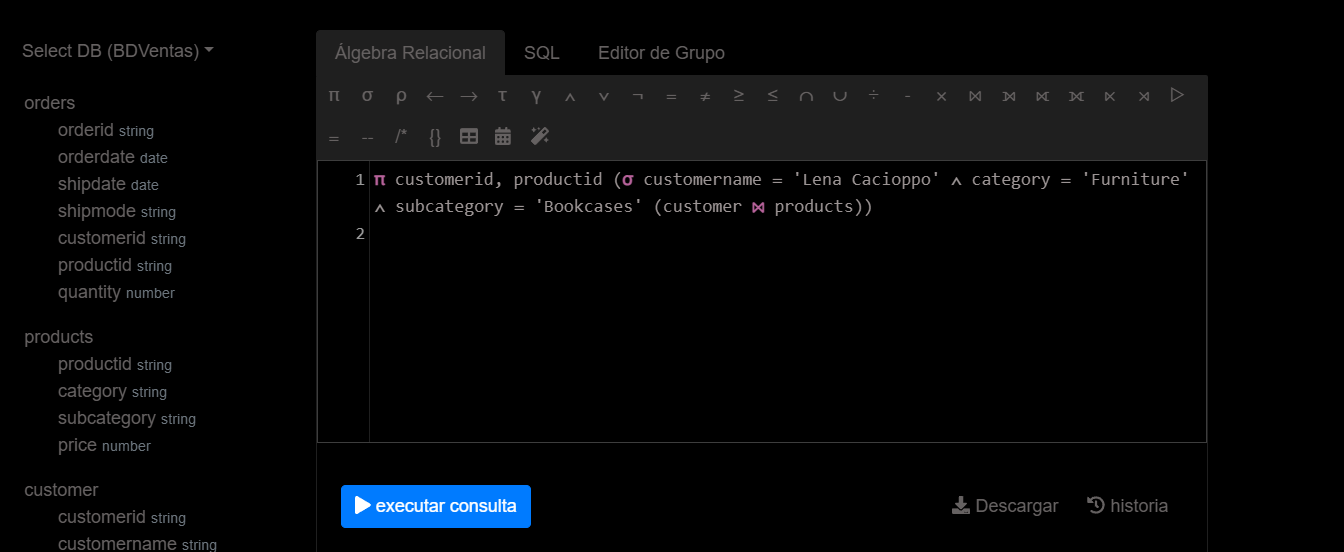 Select DB (BDVentas)
orders
orderid string
orderdate date
shipdate date
shipmode string
customerid string
productid string
quantity number
products
productid string
category string
subcategory string
price number
customer
customerid string
customername string
Álgebra Relacional SQL Editor de Grupo
π σ ρ ← → τ γ ∧ ∨ ¬ = ≠ ≥ ≤ ∩ ∪ ÷ - × ⋈ ⟗ ⟕ ⟖ ⋉ ⋊ ▷
= -- /* {}
1 π customerid, productid (σ customername = 'Lena Cacioppo' ∧ category = 'Furniture'
∧ subcategory = 'Bookcases' (customer ⋈ products))
2
executar consulta
Descargar historia